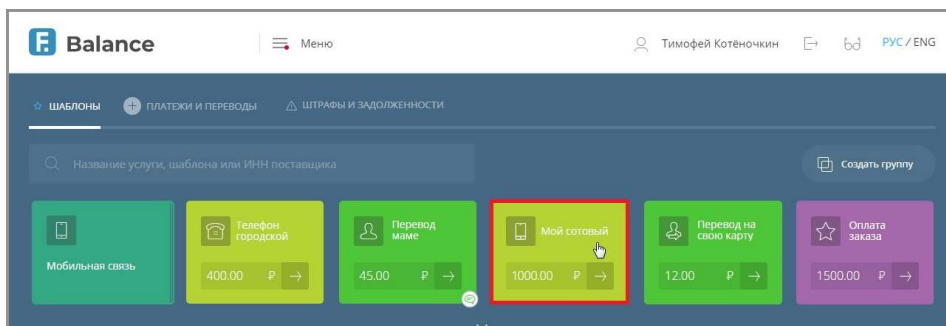 F. Balance
Меню
Тимофей Котёночкин
РУС / ENG
ШАБЛОНЫ
ПЛАТЕЖИ И ПЕРЕВОДЫ
ШТРАФЫ И ЗАДОЛЖЕННОСТИ
Название услуги, шаблона или ИНН поставщика
Создать группу
Мобильная связь
Телефон
городской
400.00 ₽ →
Перевод
маме
45.00 ₽ →
Мой сотовый
1000.00 ₽ →
Перевод на
свою карту
12.00 ₽ →
Оплата
заказа
1500.00 ₽ →